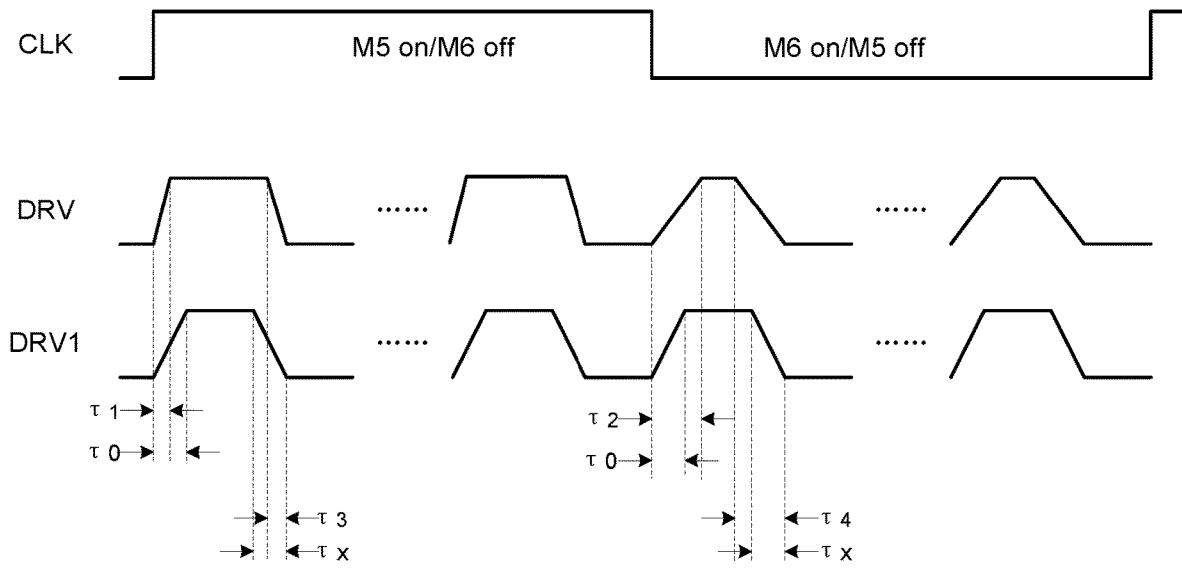 CLK
M5 on/M6 off
M6 on/M5 off
DRV
……
……
DRV1
……
……
τ 1
τ 2
τ 0
τ 0
τ 3
τ 4
τ x
τ x